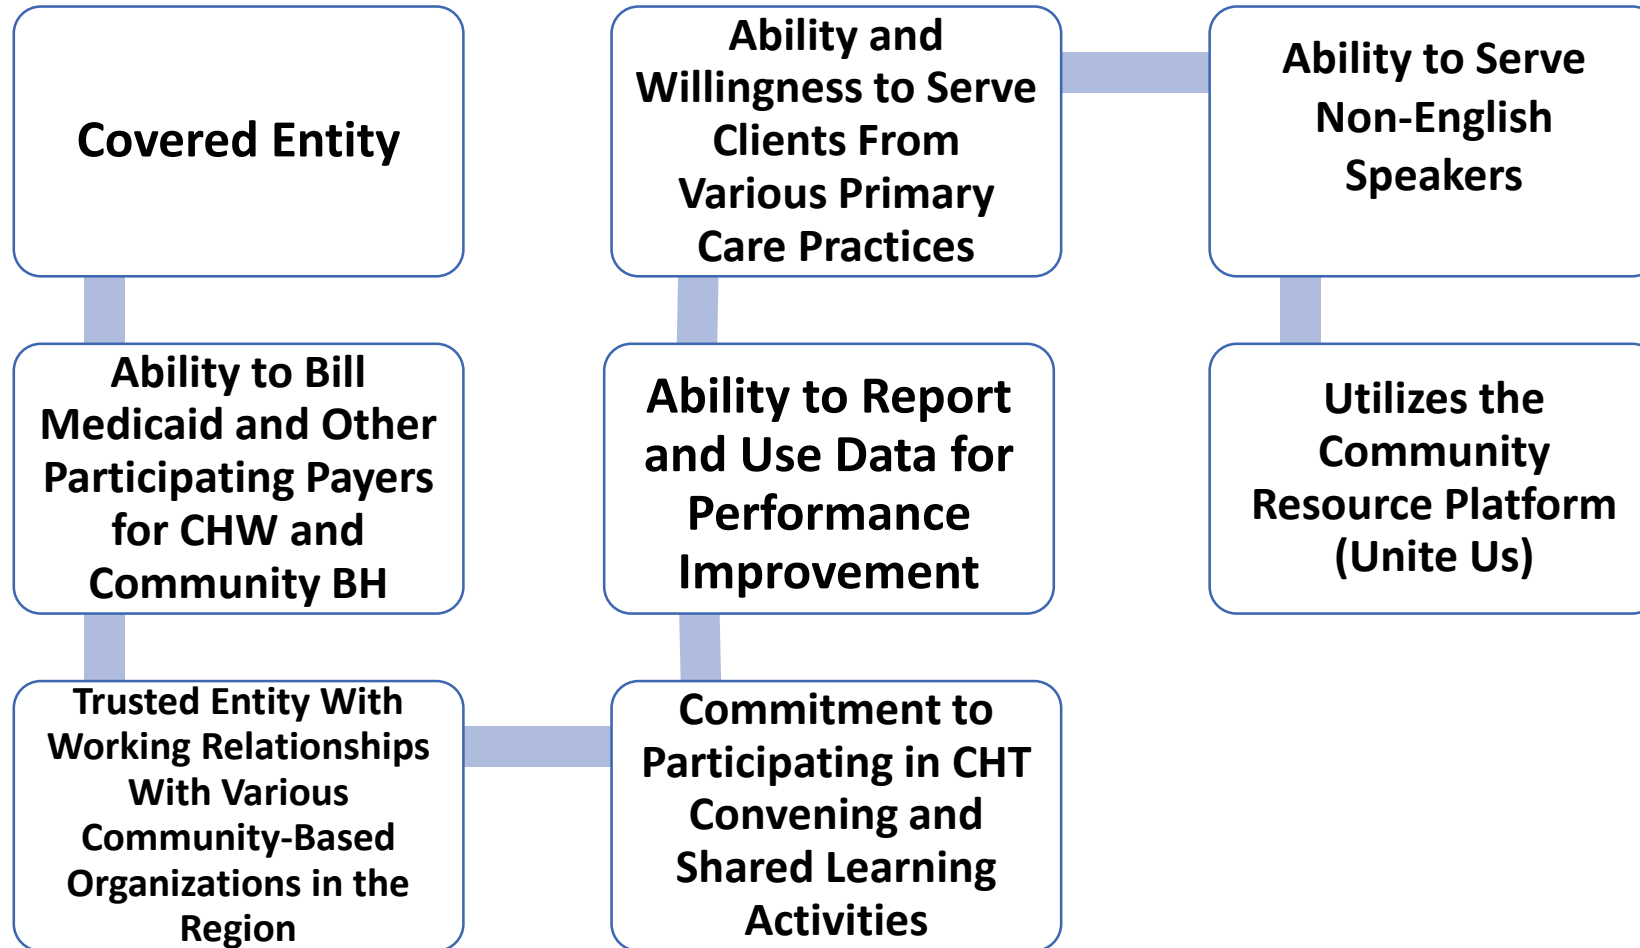 Covered Entity
Ability to Bill
Medicaid and Other
Participating Payers
for CHW and
Community BH
Trusted Entity With
Working Relationships
With Various
Community-Based
Organizations in the
Region
Commitment to
Participating in CHT
Convening and
Shared Learning
Activities
Ability to Report
and Use Data for
Performance
Improvement
Ability and
Willingness to Serve
Clients From
Various Primary
Care Practices
Ability to Serve
Non-English
Speakers
Utilizes the
Community
Resource Platform
(Unite Us)